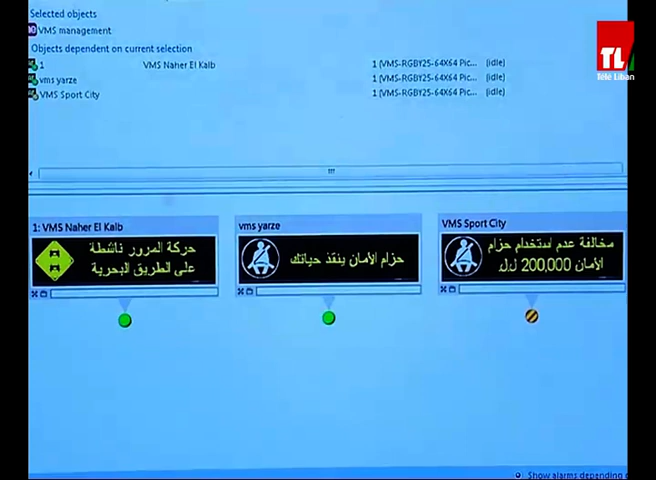 Selected objects
VMS management
Objects dependent on current selection
1 VMS Naher El Kalb 1 (VMS-RGBY25-64X64 Pic... (idle)
vms yarze 1 (VMS-RGBY25-64X64 Pic... (idle)
VMS Sport City 1 (VMS-RGBY25-64X64 Pic... (idle)
TL
Télé Liban
1: VMS Naher El Kalb
حركة المرور ناشطة
على الطريق البحرية
vms yarze
حزام الأمان ينقذ حياتك
VMS Sport City
مخالفة عدم استخدام حزام
الأمان 200,000 ل.ل
Show alarms depending